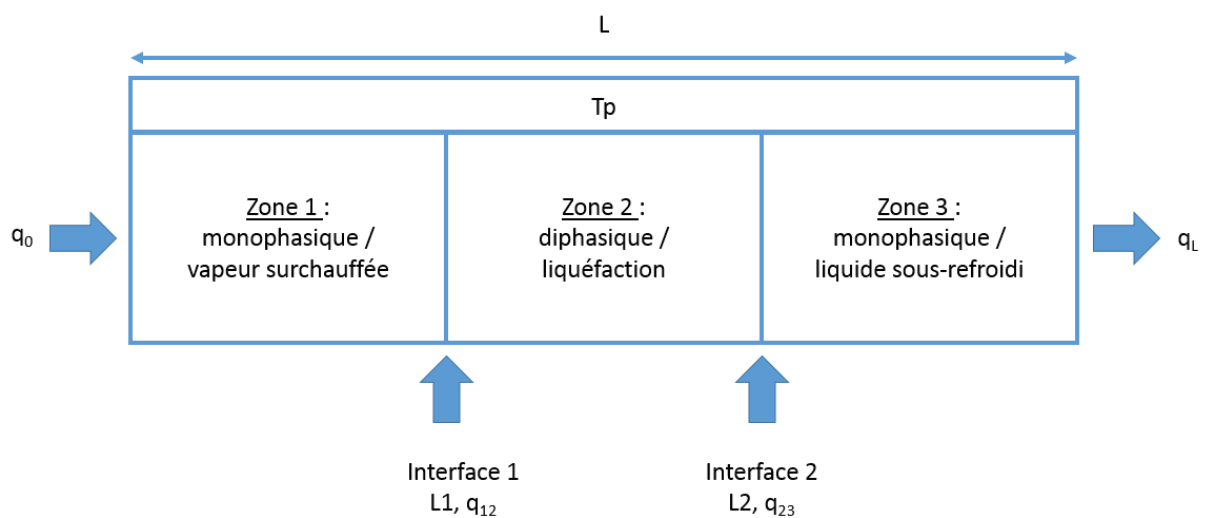 L
Tp
q₀
Zone 1 :
monophasique /
vapeur surchauffée
Zone 2 :
diphasique /
liquéfaction
Zone 3 :
monophasique /
liquide sous-refroidi
qL
Interface 1
L1, q₁₂
Interface 2
L2, q₂₃